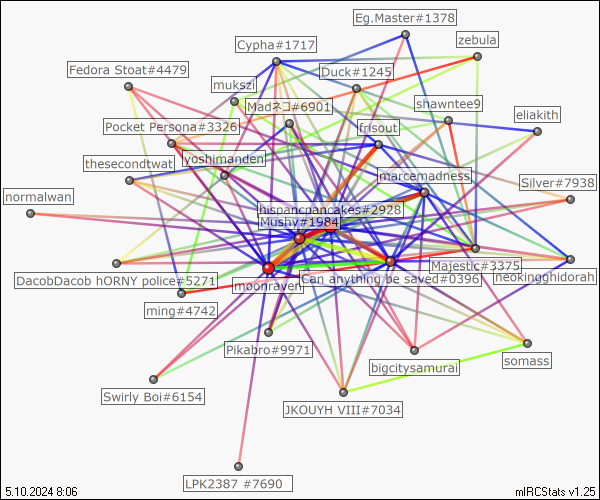 Eg.Master#1378
zebula
Cypha#1717
Fedora Stoat#4479
Duck#1245
mukszi
Madネコ#6901
shawntee9
eliakith
Pocket Persona#3326
frisout
thesecondtwat
yoshimanden
marcemadness
Silver#7938
normalwan
hispancpancakes#2928
Mushy#1984
DacobDacob hORNY police#5271
moonraven
Can anything be saved#0396
Majestic#3375
neokingghidorah
ming#4742
Pikabro#9971
bigcitysamurai
somass
Swirly Boi#6154
JKOUYH VIII#7034
LPK2387 #7690
5.10.2024 8:06
mIRCStats v1.25